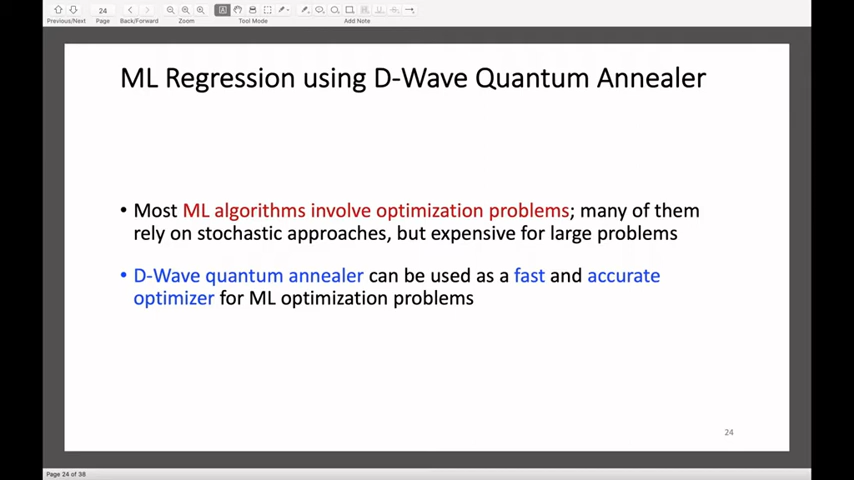 24
Previous/Next Page Back/Forward Zoom Tool Mode Add Note
ML Regression using D-Wave Quantum Annealer
• Most ML algorithms involve optimization problems; many of them
rely on stochastic approaches, but expensive for large problems
• D-Wave quantum annealer can be used as a fast and accurate
optimizer for ML optimization problems
24
Page 24 of 38